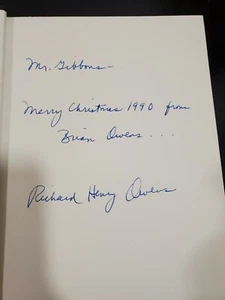 Mr. Gibbons-
Merry Christmas 1990 from
Brian Owens...
Richard Henry Owens